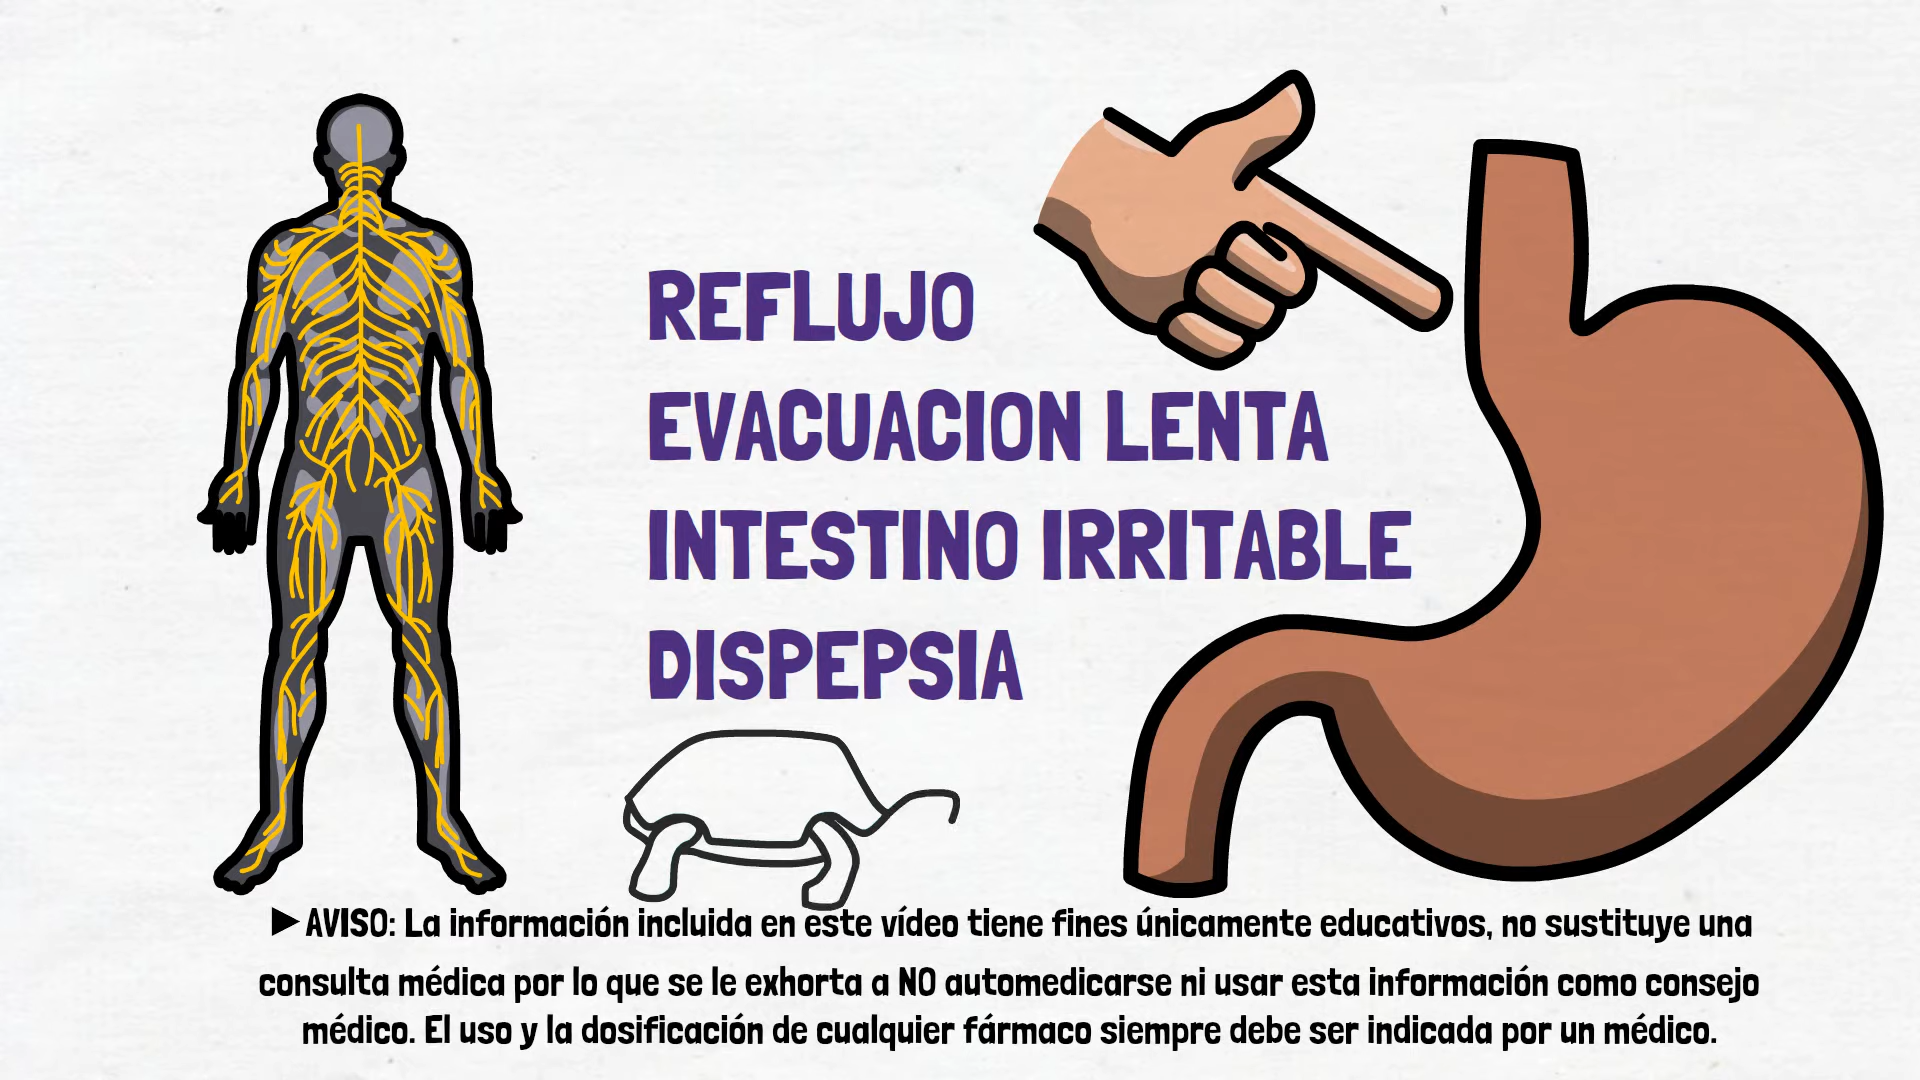 REFLUJO
EVACUACION LENTA
INTESTINO IRRITABLE
DISPEPSIA
►AVISO: La información incluida en este vídeo tiene fines únicamente educativos, no sustituye una
consulta médica por lo que se le exhorta a NO automedicarse ni usar esta información como consejo
médico. El uso y la dosificación de cualquier fármaco siempre debe ser indicada por un médico.